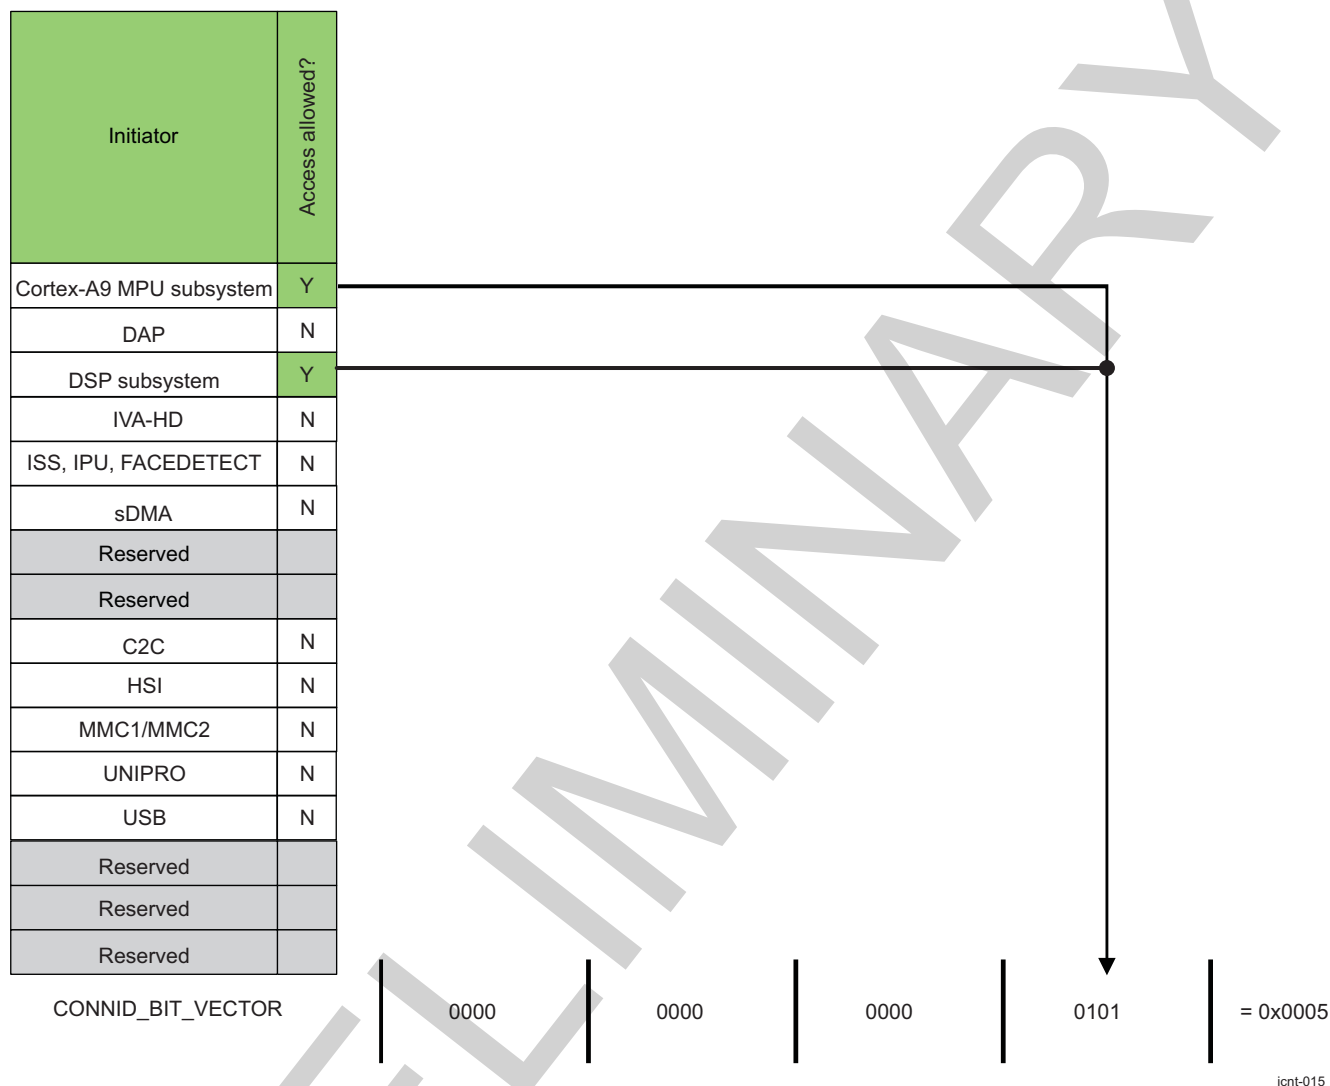 Initiator Access allowed?
Cortex-A9 MPU subsystem Y
DAP N
DSP subsystem Y
IVA-HD N
ISS, IPU, FACEDETECT N
sDMA N
Reserved
Reserved
C2C N
HSI N
MMC1/MMC2 N
UNIPRO N
USB N
Reserved
Reserved
Reserved
CONNID_BIT_VECTOR 0000 0000 0000 0101 = 0x0005
icnt-015
ELIMINARY